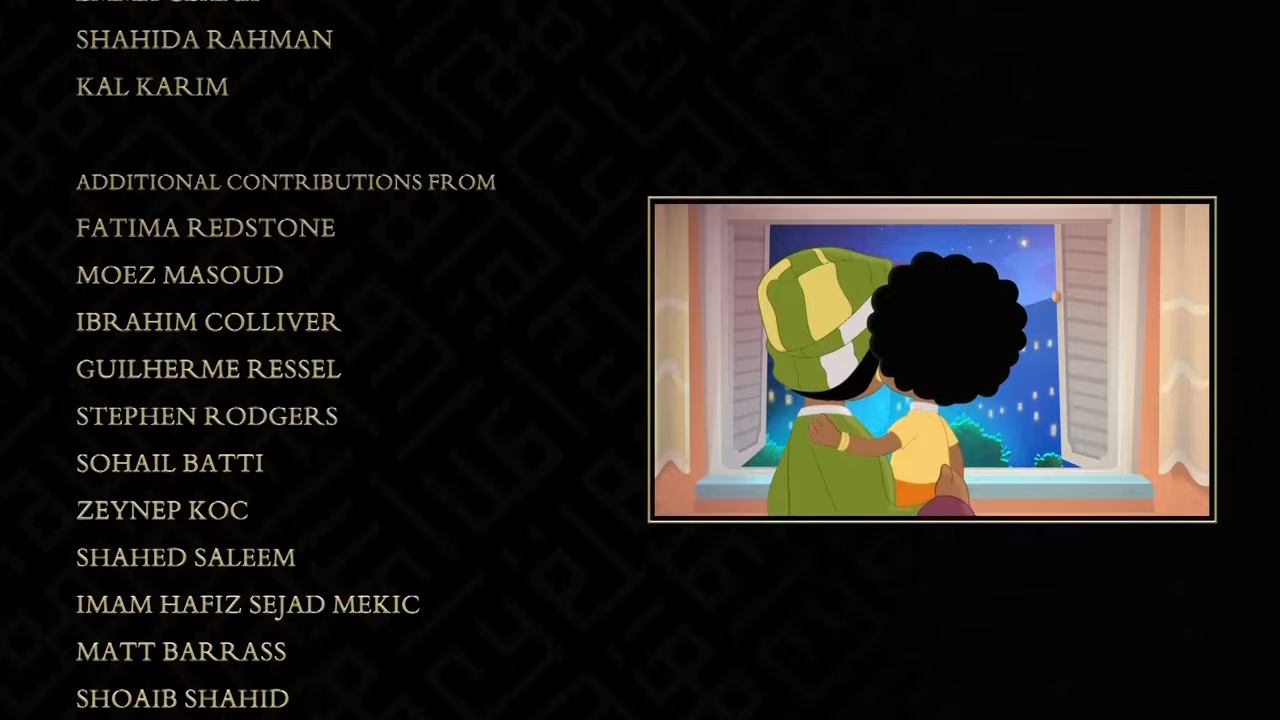 SHAHIDA RAHMAN
KAL KARIM
ADDITIONAL CONTRIBUTIONS FROM
FATIMA REDSTONE
MOEZ MASOUD
IBRAHIM COLLIVER
GUILHERME RESSEL
STEPHEN RODGERS
SOHAIL BATTI
ZEYNEP KOC
SHAHED SALEEM
IMAM HAFIZ SEJAD MEKIC
MATT BARRASS
SHOAIB SHAHID